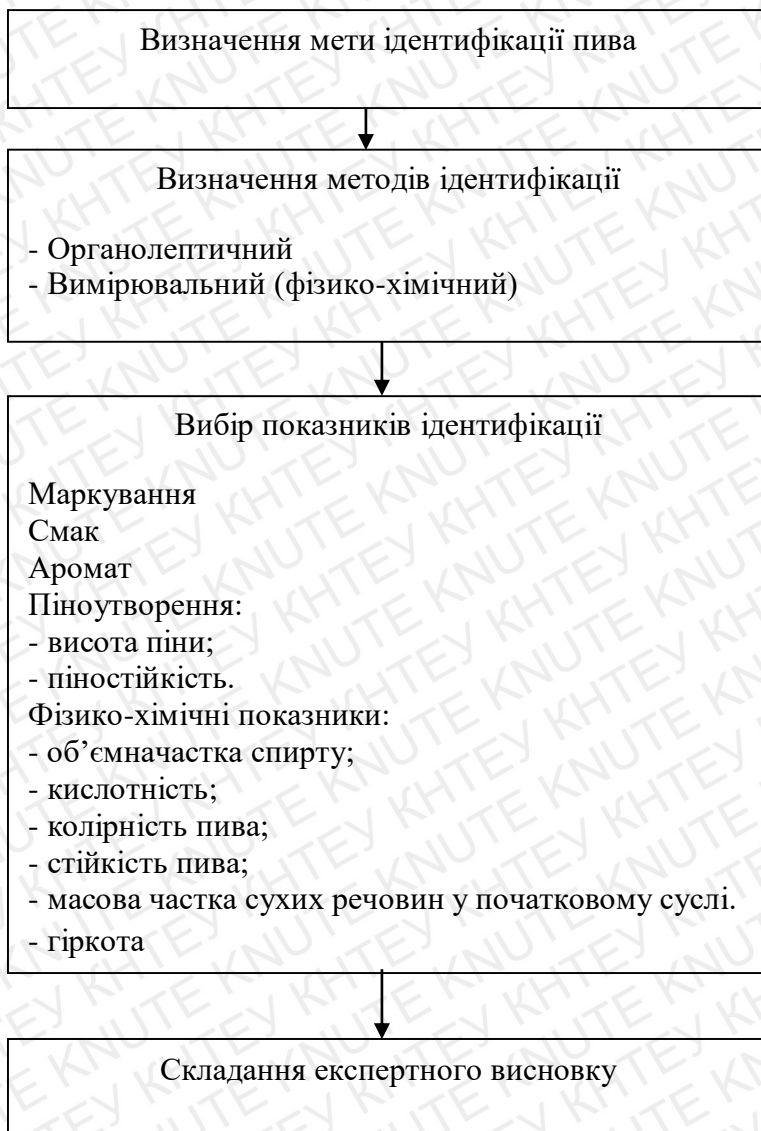 Визначення мети ідентифікації пива
Визначення методів ідентифікації
- Органолептичний
- Вимірювальний (фізико-хімічний)
Вибір показників ідентифікації
Маркування
Смак
Аромат
Піноутворення:
- висота піни;
- піностійкість.
Фізико-хімічні показники:
- об’ємначастка спирту;
- кислотність;
- колірність пива;
- стійкість пива;
- масова частка сухих речовин у початковому суслі.
- гіркота
Складання експертного висновку